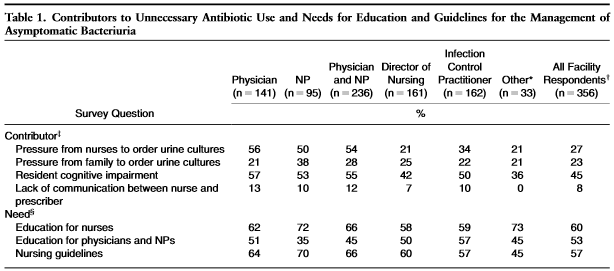 Table 1. Contributors to Unnecessary Antibiotic Use and Needs for Education and Guidelines for the Management of
Asymptomatic Bacteriuria
Survey Question Physician (n = 141) NP (n = 95) Physician and NP (n = 236) Director of Nursing (n = 161) Infection Control Practitioner (n = 162) Other* (n = 33) All Facility Respondents† (n = 356)
%
Contributor‡
Pressure from nurses to order urine cultures 56 50 54 21 34 21 27
Pressure from family to order urine cultures 21 38 28 25 22 21 23
Resident cognitive impairment 57 53 55 42 50 36 45
Lack of communication between nurse and
prescriber 13 10 12 7 10 0 8
Need§
Education for nurses 62 72 66 58 59 73 60
Education for physicians and NPs 51 35 45 50 57 45 53
Nursing guidelines 64 70 66 60 57 45 57